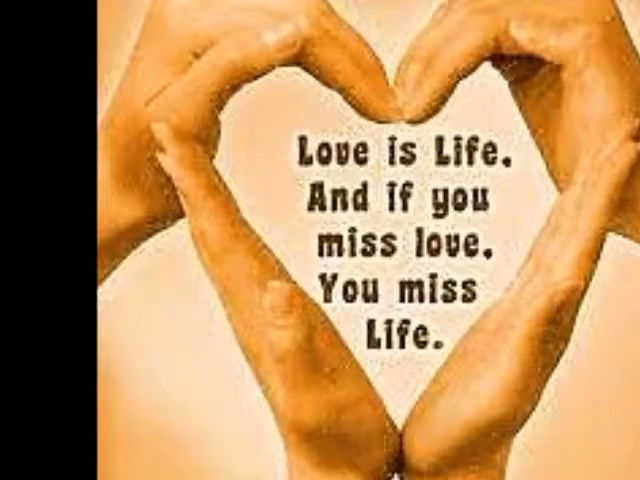 Love is Life.
And if you
miss love.
You miss
Life.